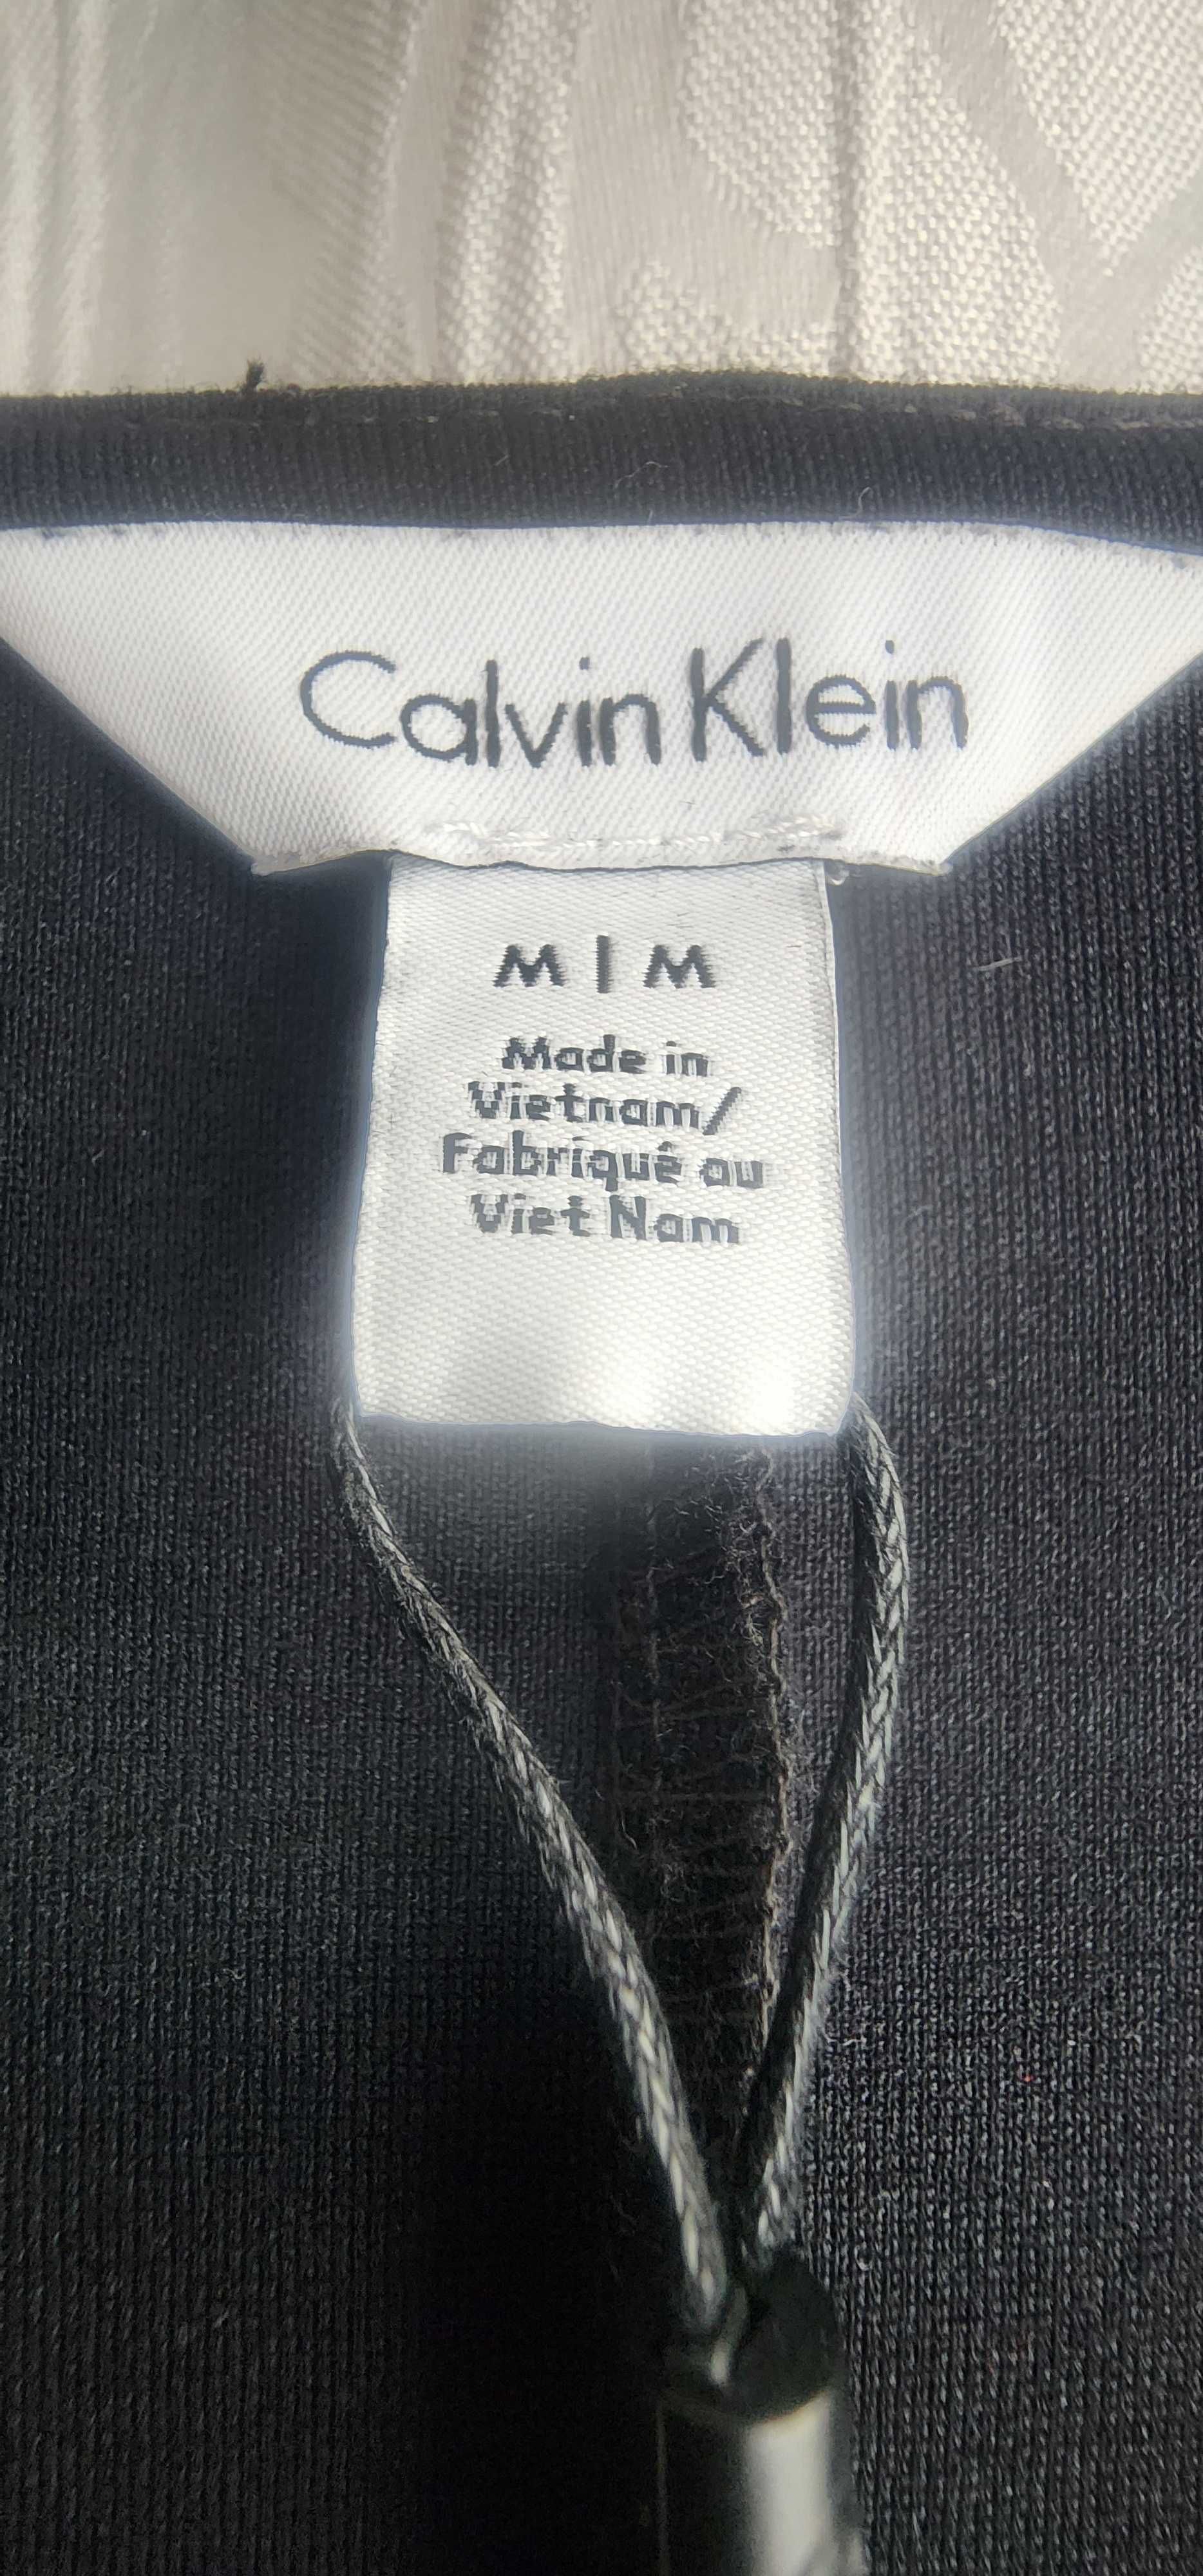 Calvin Klein
M | M
Made in
Vietnam/
Fabriqué au
Viet Nam